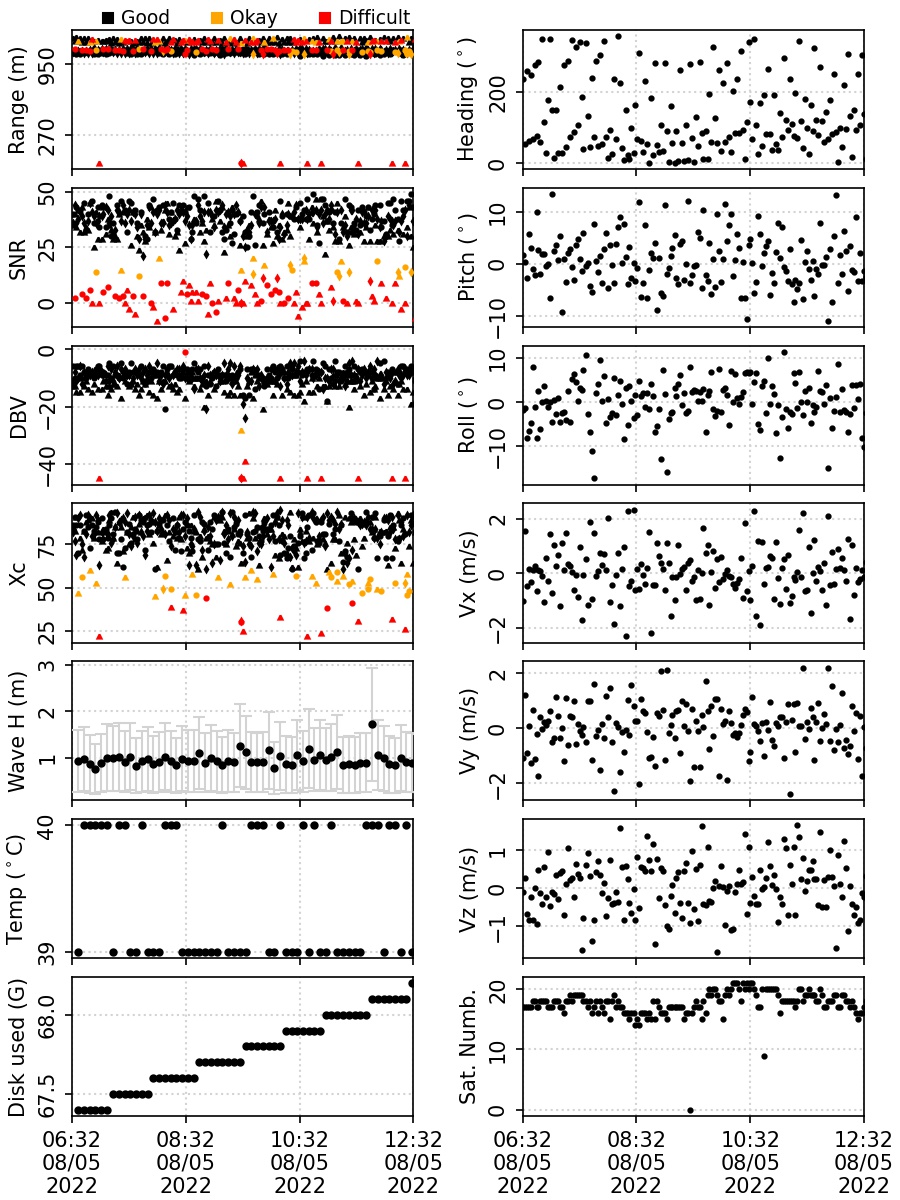 Good Okay Difficult
Range (m)
950
270
Heading (°)
200
0
SNR
50
25
0
Pitch (°)
10
0
−10
DBV
0
−20
−40
Roll (°)
10
0
−10
Xc
75
50
25
Vx (m/s)
2
0
−2
Wave H (m)
3
2
1
Vy (m/s)
2
0
−2
Temp (°C)
40
39
Vz (m/s)
1
0
−1
Disk used (G)
68.0
67.5
Sat. Numb.
20
10
0
06:32 08:32 10:32 12:32
08/05 08/05 08/05 08/05
2022 2022 2022 2022
06:32 08:32 10:32 12:32
08/05 08/05 08/05 08/05
2022 2022 2022 2022